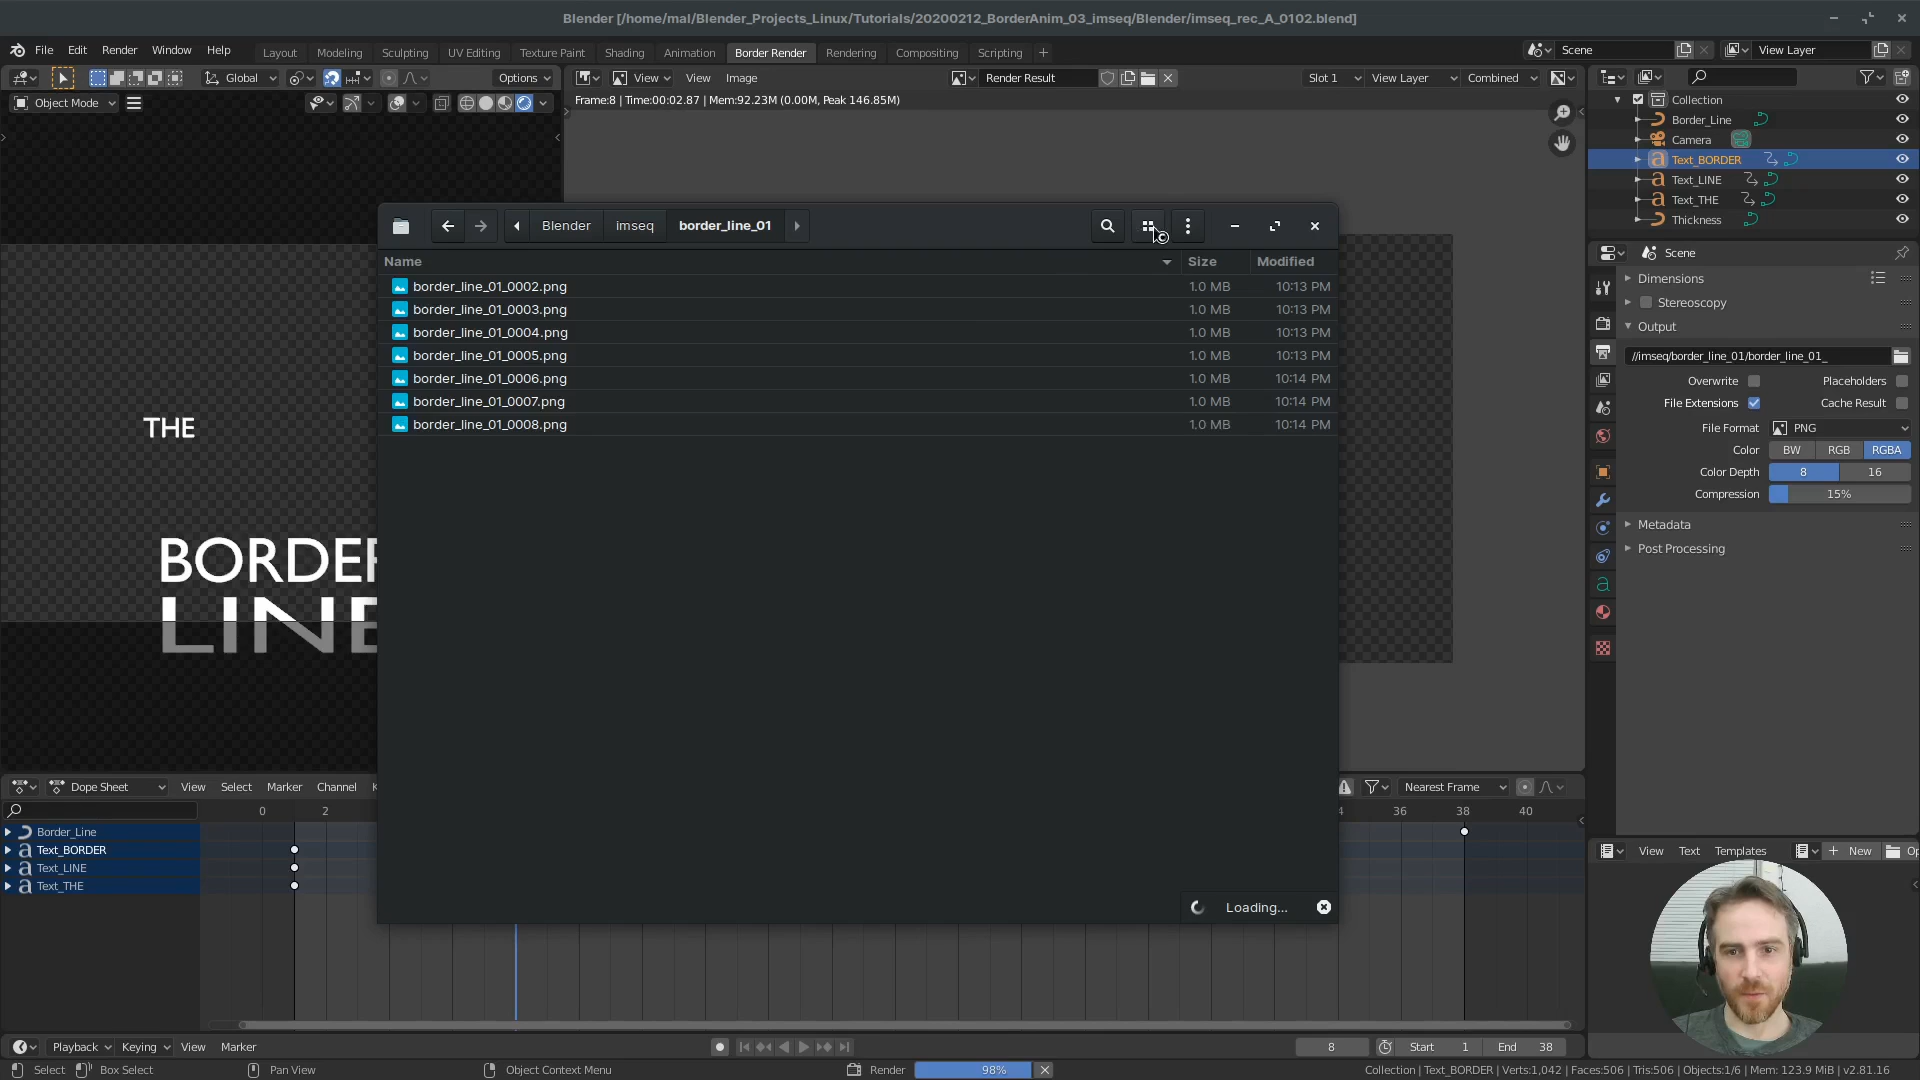 Blender [/home/mal/Blender_Projects_Linux/Tutorials/20200212_BorderAnim_03_imseq/Blender/imseq_rec_A_0102.blend]
File Edit Render Window Help Layout Modeling Sculpting UV Editing Texture Paint Shading Animation Border Render Rendering Compositing Scripting + Scene View Layer
Global Options View View Image Render Result Slot 1 View Layer Combined
Object Mode
Frame:8 | Time:00:02.87 | Mem:92.23M (0.00M, Peak 146.85M)
Collection
Border_Line
Camera
Text_BORDER
Text_LINE
Text_THE
Thickness
Blender imseq border_line_01
Name Size Modified
border_line_01_0002.png 1.0 MB 10:13 PM
border_line_01_0003.png 1.0 MB 10:13 PM
border_line_01_0004.png 1.0 MB 10:13 PM
border_line_01_0005.png 1.0 MB 10:13 PM
border_line_01_0006.png 1.0 MB 10:14 PM
border_line_01_0007.png 1.0 MB 10:14 PM
border_line_01_0008.png 1.0 MB 10:14 PM
Loading...
THE
BORDER
LINE
Scene
Dimensions
Stereoscopy
Output
//imseq/border_line_01/border_line_01_
Overwrite Placeholders
File Extensions Cache Result
File Format PNG
Color BW RGB RGBA
Color Depth 8 16
Compression 15%
Metadata
Post Processing
Dope Sheet View Select Marker Channel K Nearest Frame
0 2 4 36 38 40
Border_Line
Text_BORDER
Text_LINE
Text_THE
View Text Templates New Op
Playback Keying View Marker 8 Start 1 End 38
Select Box Select Pan View Object Context Menu Render 98% Collection | Text_BORDER | Verts:1,042 | Faces:506 | Tris:506 | Objects:1/6 | Mem: 123.9 MiB | v2.81.16